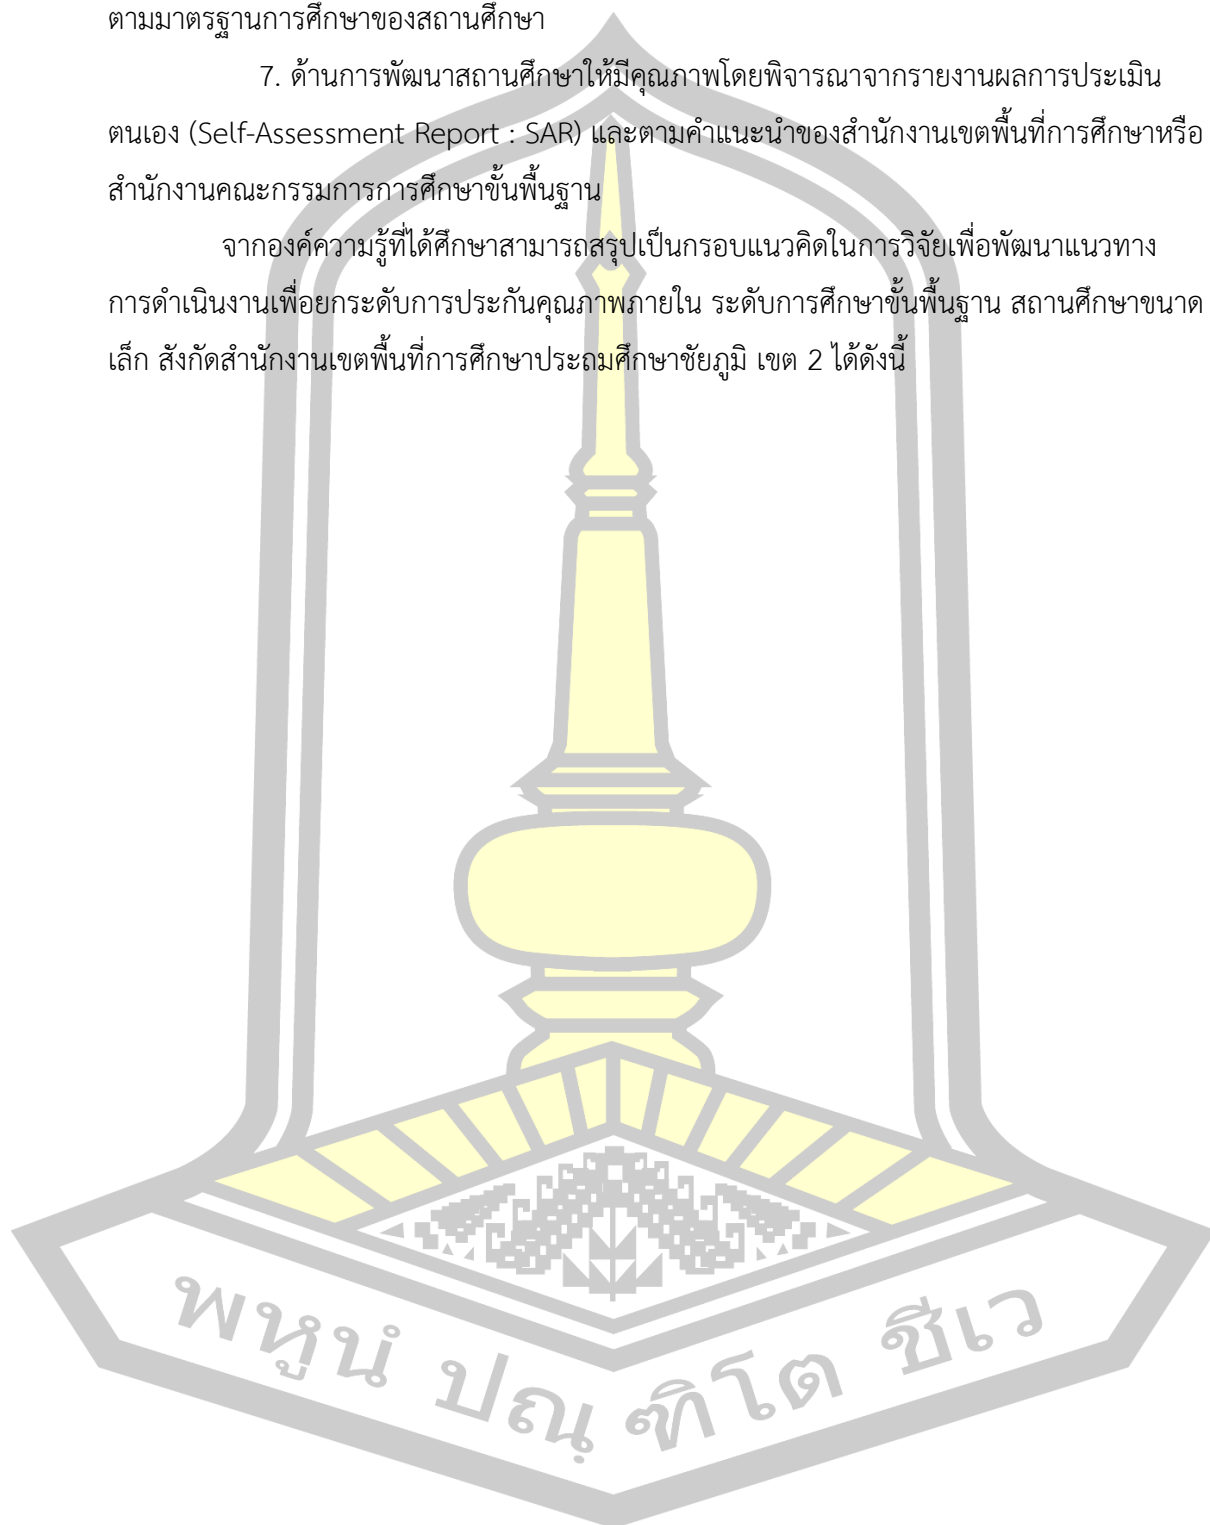 ตามมาตรฐานการศึกษาของสถานศึกษา
7. ด้านการพัฒนาสถานศึกษาให้มีคุณภาพโดยพิจารณาจากรายงานผลการประเมิน
ตนเอง (Self-Assessment Report : SAR) และตามคำแนะนำของสำนักงานเขตพื้นที่การศึกษาหรือ
สำนักงานคณะกรรมการการศึกษาขั้นพื้นฐาน
จากองค์ความรู้ที่ได้ศึกษาสามารถสรุปเป็นกรอบแนวคิดในการวิจัยเพื่อพัฒนาแนวทาง
การดำเนินงานเพื่อยกระดับการประกันคุณภาพภายใน ระดับการศึกษาขั้นพื้นฐาน สถานศึกษาขนาด
เล็ก สังกัดสำนักงานเขตพื้นที่การศึกษาประถมศึกษาชัยภูมิ เขต 2 ได้ดังนี้
พหูนํ ปณฺ ฑิโต ชีเว